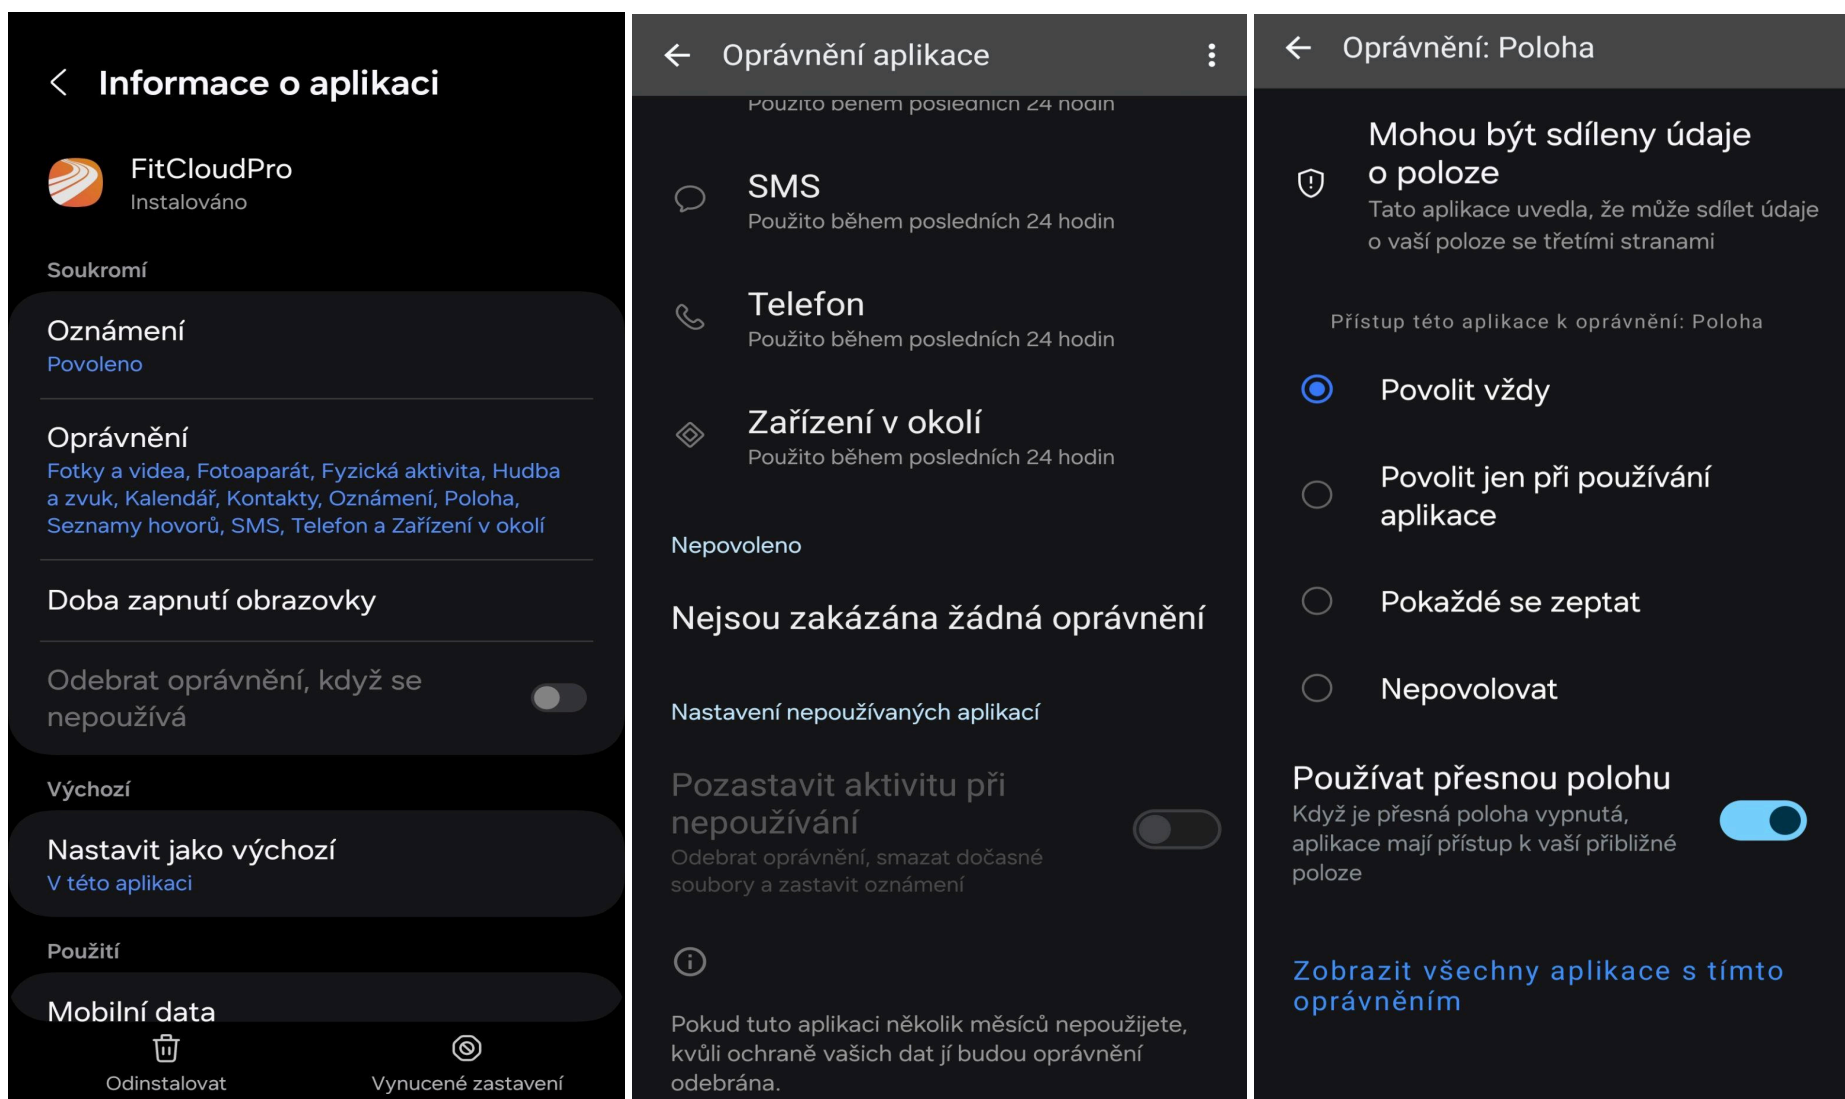 Informace o aplikaci
FitCloudPro
Instalováno
Soukromí
Oznámení
Povoleno
Oprávnění
Fotky a videa, Fotoaparát, Fyzická aktivita, Hudba
a zvuk, Kalendář, Kontakty, Oznámení, Poloha,
Seznamy hovorů, SMS, Telefon a Zařízení v okolí
Doba zapnutí obrazovky
Odebrat oprávnění, když se
nepoužívá
Výchozí
Nastavit jako výchozí
V této aplikaci
Použití
Mobilní data
Odinstalovat
Vynucené zastavení
Oprávnění aplikace
Použito během posledních 24 hodin
SMS
Použito během posledních 24 hodin
Telefon
Použito během posledních 24 hodin
Zařízení v okolí
Použito během posledních 24 hodin
Nepovoleno
Nejsou zakázána žádná oprávnění
Nastavení nepoužívaných aplikací
Pozastavit aktivitu při
nepoužívání
Odebrat oprávnění, smazat dočasné
soubory a zastavit oznámení
Pokud tuto aplikaci několik měsíců nepoužijete,
kvůli ochraně vašich dat jí budou oprávnění
odebrána.
Oprávnění: Poloha
Mohou být sdíleny údaje
o poloze
Tato aplikace uvedla, že může sdílet údaje
o vaší poloze se třetími stranami
Přístup této aplikace k oprávnění: Poloha
Povolit vždy
Povolit jen při používání
aplikace
Pokaždé se zeptat
Nepovolovat
Používat přesnou polohu
Když je přesná poloha vypnutá,
aplikace mají přístup k vaší přibližné
poloze
Zobrazit všechny aplikace s tímto
oprávněním